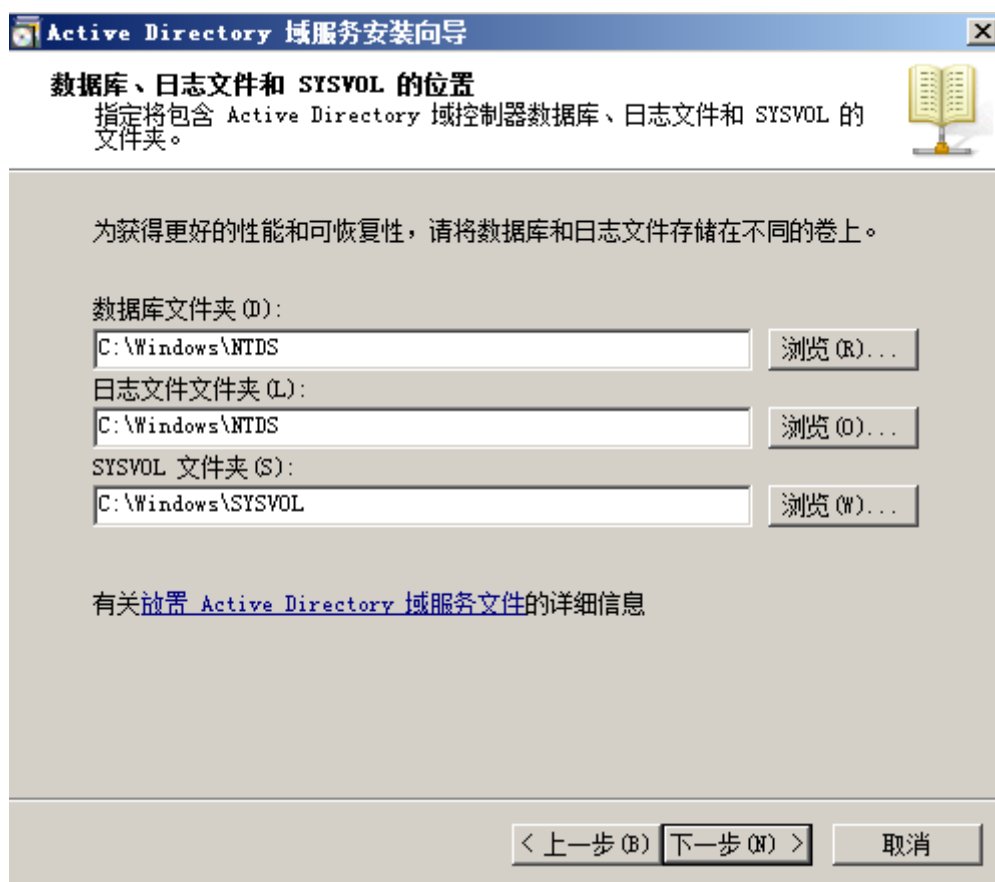 Active Directory 域服务安装向导
数据库、日志文件和 SYSVOL 的位置
指定将包含 Active Directory 域控制器数据库、日志文件和 SYSVOL 的
文件夹。
为获得更好的性能和可恢复性，请将数据库和日志文件存储在不同的卷上。
数据库文件夹(D):
C:\Windows\NTDS
浏览(R)...
日志文件文件夹(L):
C:\Windows\NTDS
浏览(O)...
SYSVOL 文件夹(S):
C:\Windows\SYSVOL
浏览(W)...
有关放置 Active Directory 域服务文件的详细信息
< 上一步(B) 下一步(N) > 取消